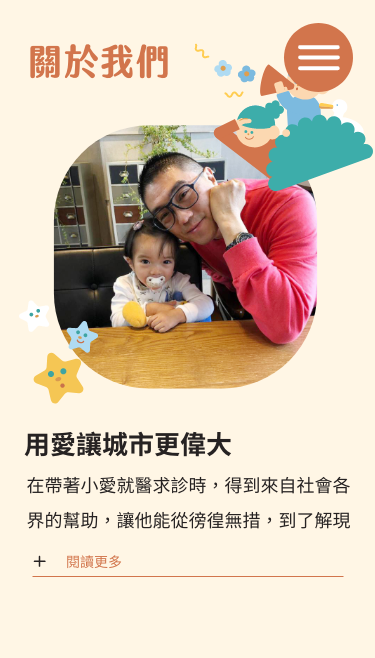 關於我們
用愛讓城市更偉大
在帶著小愛就醫求診時，得到來自社會各
界的幫助，讓他能從徬徨無措，到了解現
+ 閱讀更多